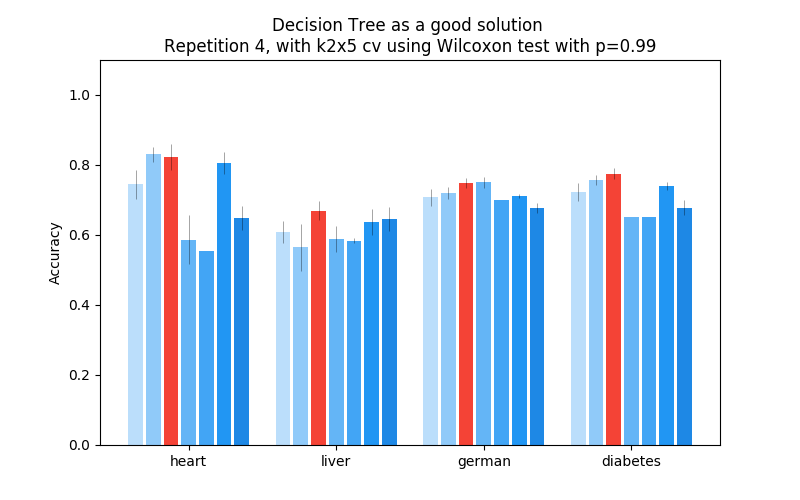 Decision Tree as a good solution
Repetition 4, with k2x5 cv using Wilcoxon test with p=0.99
1.0
0.8
0.6
0.4
0.2
0.0
Accuracy
heart
liver
german
diabetes